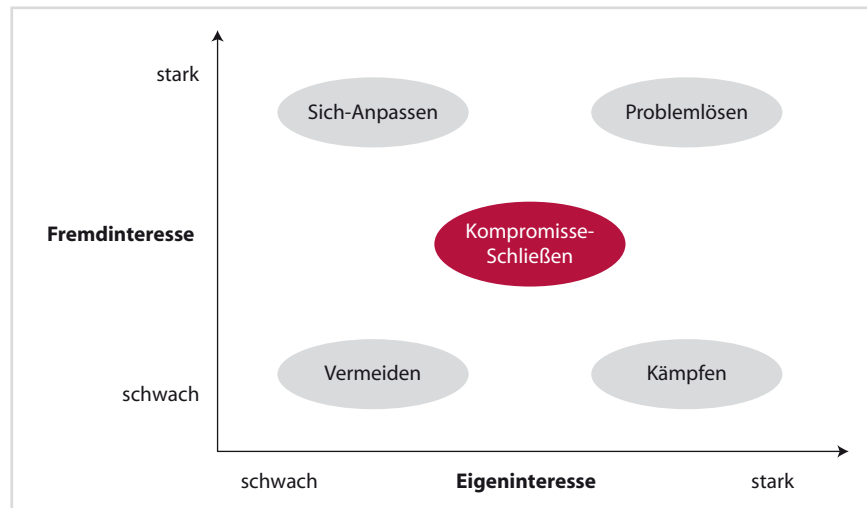 stark
Sich-Anpassen
Problemlösen
Fremdinteresse
Kompromisse-
Schließen
Vermeiden
Kämpfen
schwach
schwach
Eigeninteresse
stark